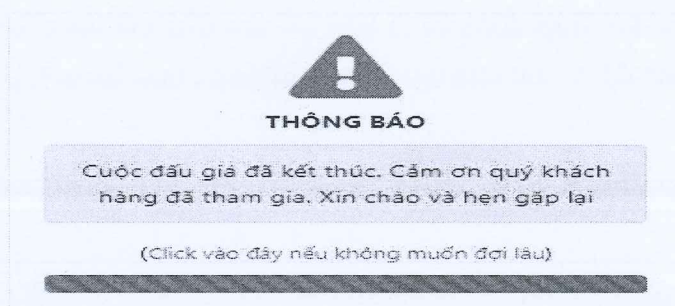 THÔNG BÁO
Cuộc đấu giá đã kết thúc. Cảm ơn quý khách
hàng đã tham gia. Xin chào và hẹn gặp lại
(Click vào đây nếu không muốn đợi lâu)